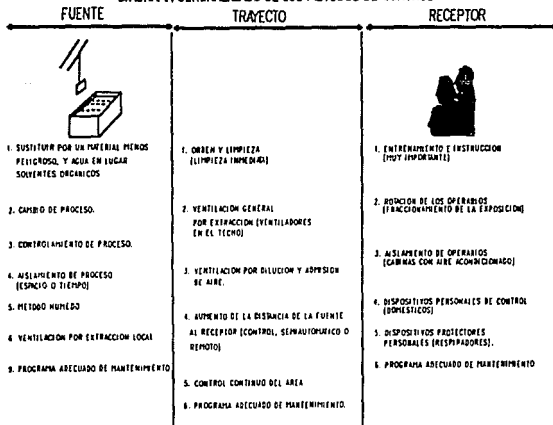 FUENTE
1. SUSTITUIR POR UN MATERIAL MENOS
PELIGROSO, Y AGUA EN LUGAR
SOLVENTES ORGANICOS
2. CAMBIO DE PROCESO.
3. CONTROLAMIENTO DE PROCESO.
4. AISLAMIENTO DE PROCESO
(ESPACIO O TIEMPO)
5. METODO HUMEDO
6 VENTILACION POR EXTRACCION LOCAL
9. PROGRAMA ADECUADO DE MANTENIMIENTO
TRAYECTO
1. ORDEN Y LIMPIEZA
(LIMPIEZA INMEDIATA)
2. VENTILACION GENERAL
POR EXTRACCION (VENTILADORES
EN EL TECHO)
3. VENTILACION POR DILUCION Y ADMISION
DE AIRE.
4. AUMENTO DE LA DISTANCIA DE LA FUENTE
AL RECEPTOR (CONTROL, SEMIAUTOMATICO O
REMOTO)
5. CONTROL CONTINUO DEL AREA
6. PROGRAMA ADECUADO DE MANTENIMIENTO.
RECEPTOR
1. ENTRENAMIENTO E INSTRUCCION
(MUY IMPORTANTE)
2. ROTACION DE LOS OPERARIOS
(FRACCIONAMIENTO DE LA EXPOSICION)
3. AISLAMIENTO DE OPERARIOS
(CABINAS CON AIRE ACONDICIONADO)
4. DISPOSITIVOS PERSONALES DE CONTROL
(DOMESTICOS)
5. DISPOSITIVOS PROTECTORES
PERSONALES (RESPIRADORES).
6. PROGRAMA ADECUADO DE MANTENIMIENTO